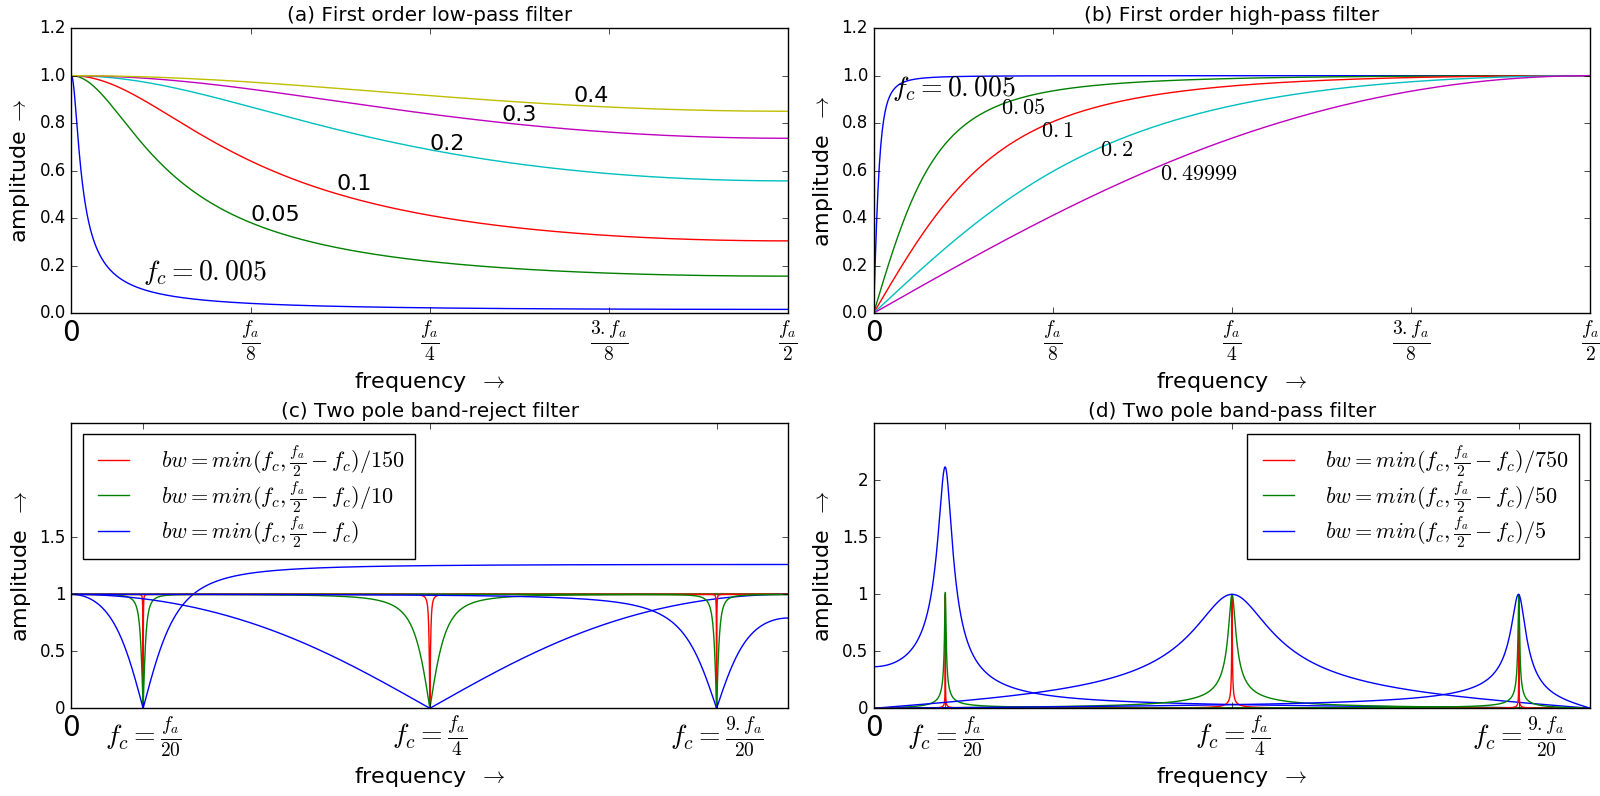 (a) First order low-pass filter
1.2
1.0
0.8
0.6
0.4
0.2
0.0
amplitude →
0.4
0.3
0.2
0.1
0.05
f_c = 0.005
0
f_a/8
f_a/4
3.f_a/8
f_a/2
frequency →
(b) First order high-pass filter
1.2
1.0
0.8
0.6
0.4
0.2
0.0
amplitude →
f_c = 0.005
0.05
0.1
0.2
0.49999
0
f_a/8
f_a/4
3.f_a/8
f_a/2
frequency →
(c) Two pole band-reject filter
1.5
1
0.5
0
amplitude →
bw = min(f_c, f_a/2 − f_c)/150
bw = min(f_c, f_a/2 − f_c)/10
bw = min(f_c, f_a/2 − f_c)
0
f_c = f_a/20
f_c = f_a/4
f_c = 9.f_a/20
frequency →
(d) Two pole band-pass filter
2
1.5
1
0.5
0
amplitude →
bw = min(f_c, f_a/2 − f_c)/750
bw = min(f_c, f_a/2 − f_c)/50
bw = min(f_c, f_a/2 − f_c)/5
0
f_c = f_a/20
f_c = f_a/4
f_c = 9.f_a/20
frequency →